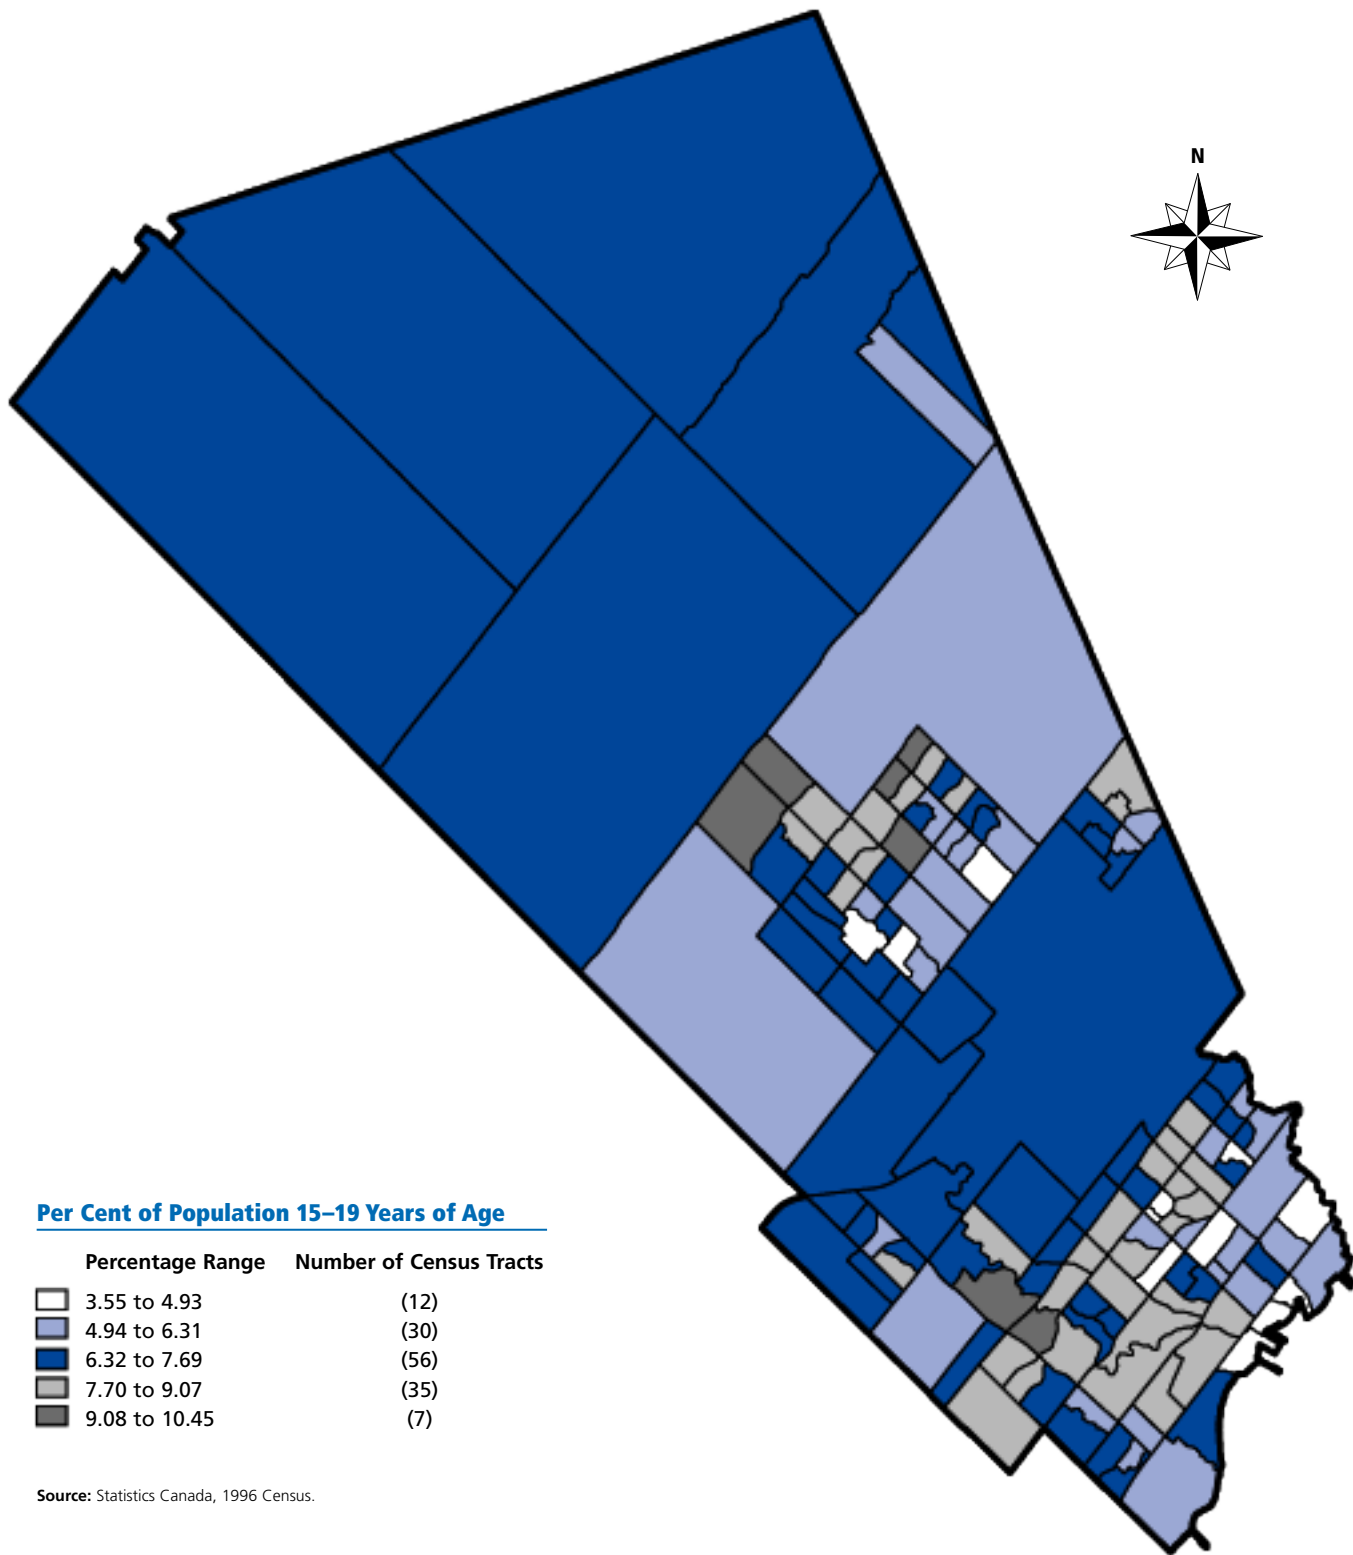 N
Per Cent of Population 15–19 Years of Age
Percentage Range Number of Census Tracts
3.55 to 4.93 (12)
4.94 to 6.31 (30)
6.32 to 7.69 (56)
7.70 to 9.07 (35)
9.08 to 10.45 (7)
Source: Statistics Canada, 1996 Census.